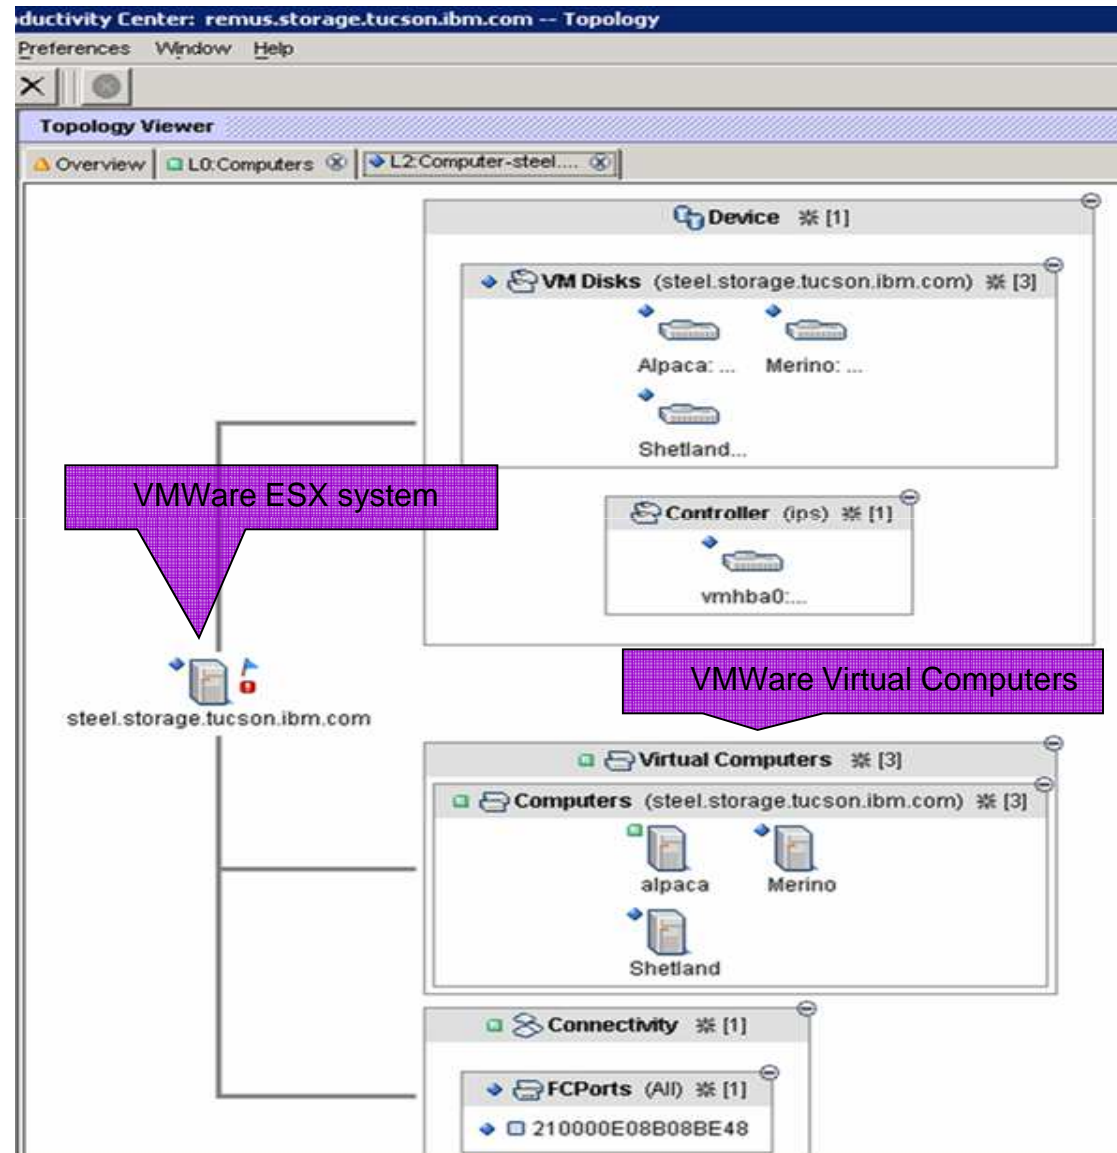 oductivity Center: remus.storage.tucson.ibm.com -- Topology
Preferences Window Help
Topology Viewer
Overview L0:Computers L2:Computer-steel....
Device [1]
VM Disks (steel.storage.tucson.ibm.com) [3]
Alpaca: ... Merino: ...
Shetland...
VMWare ESX system
Controller (ips) [1]
vmhba0:...
steel.storage.tucson.ibm.com
VMWare Virtual Computers
Virtual Computers [3]
Computers (steel.storage.tucson.ibm.com) [3]
alpaca Merino
Shetland
Connectivity [1]
FCPorts (All) [1]
210000E08B08BE48